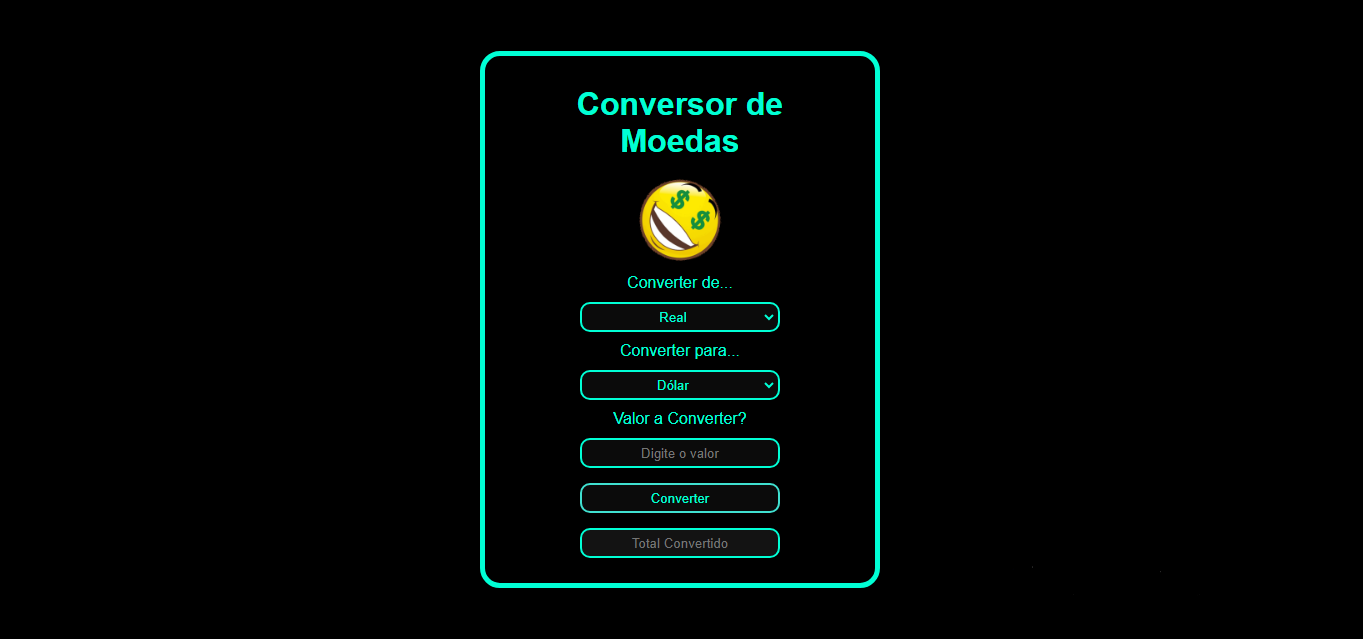 Conversor de
Moedas
$ $
Converter de...
Real
Converter para...
Dólar
Valor a Converter?
Digite o valor
Converter
Total Convertido